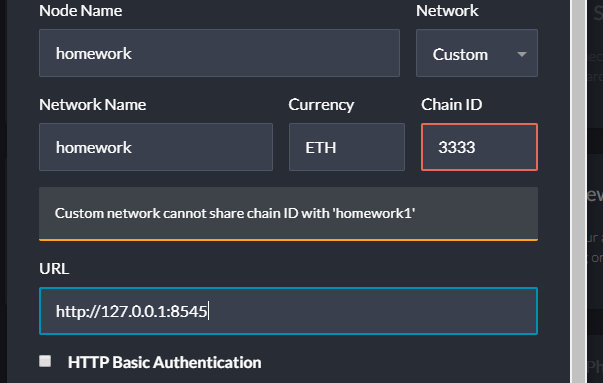 Node Name
Network
homework
Custom
Network Name
Currency
Chain ID
homework
ETH
3333
Custom network cannot share chain ID with 'homework1'
URL
http://127.0.0.1:8545
HTTP Basic Authentication